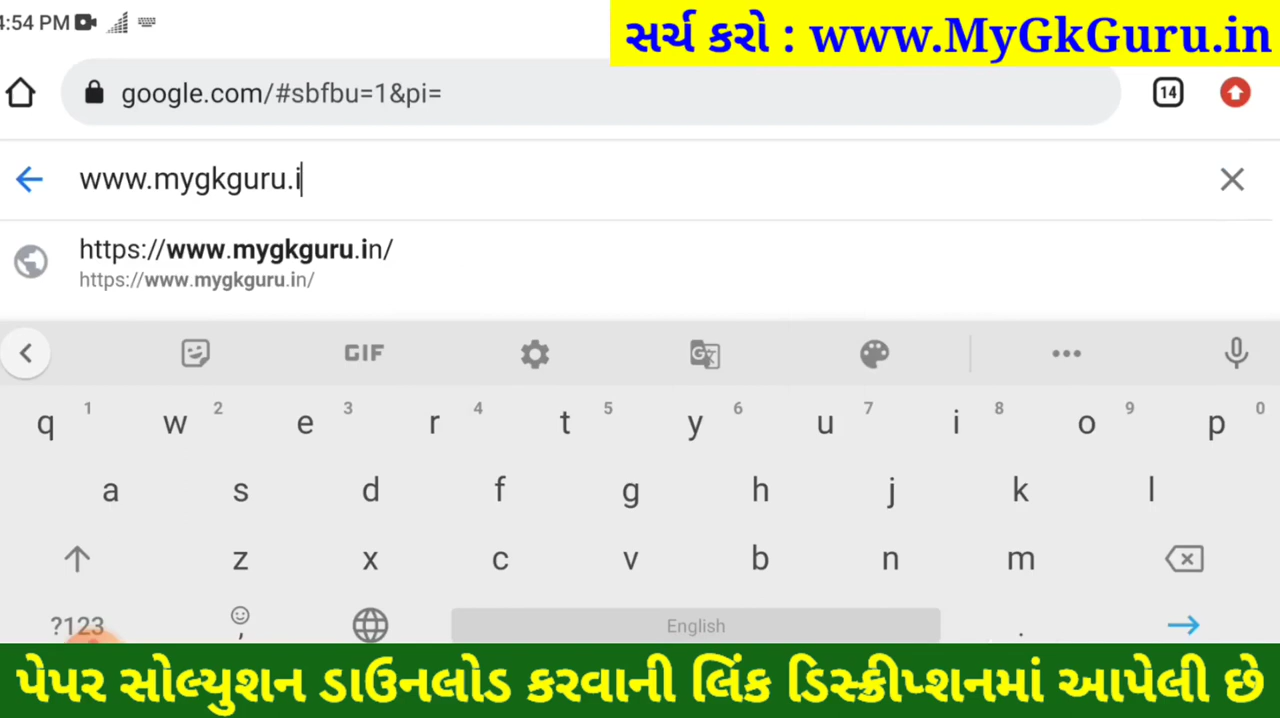 4:54 PM
સર્ચ કરો : www.MyGkGuru.in
google.com/#sbfbu=1&pi=
14
www.mygkguru.i
https://www.mygkguru.in/
https://www.mygkguru.in/
GIF
q 1 w 2 e 3 r 4 t 5 y 6 u 7 i 8 o 9 p 0
a s d f g h j k l
z x c v b n m
?123 , English .
પેપર સોલ્યુશન ડાઉનલોડ કરવાની લિંક ડિસ્ક્રીપ્શનમાં આપેલી છે